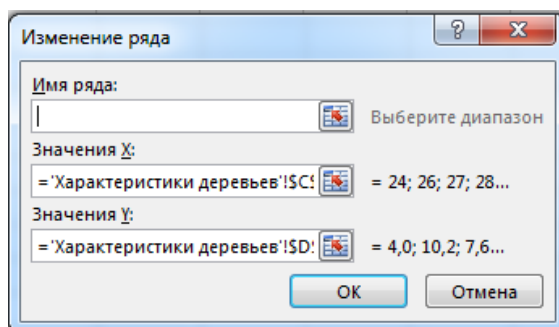 Изменение ряда
Имя ряда:
Выберите диапазон
Значения X:
='Характеристики деревьев'!$C$ = 24; 26; 27; 28...
Значения Y:
='Характеристики деревьев'!$D$ = 4,0; 10,2; 7,6...
ОК Отмена